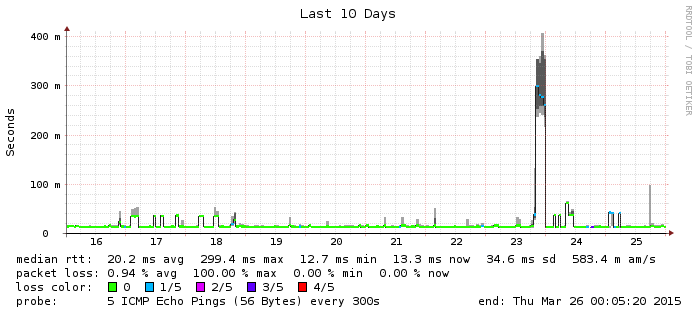 Last 10 Days
RRDTOOL / TOBI OETIKER
Seconds
400 m
300 m
200 m
100 m
0
16 17 18 19 20 21 22 23 24 25
median rtt: 20.2 ms avg 299.4 ms max 12.7 ms min 13.3 ms now 34.6 ms sd 583.4 m am/s
packet loss: 0.94 % avg 100.00 % max 0.00 % min 0.00 % now
loss color: 0 1/5 2/5 3/5 4/5
probe: 5 ICMP Echo Pings (56 Bytes) every 300s end: Thu Mar 26 00:05:20 2015